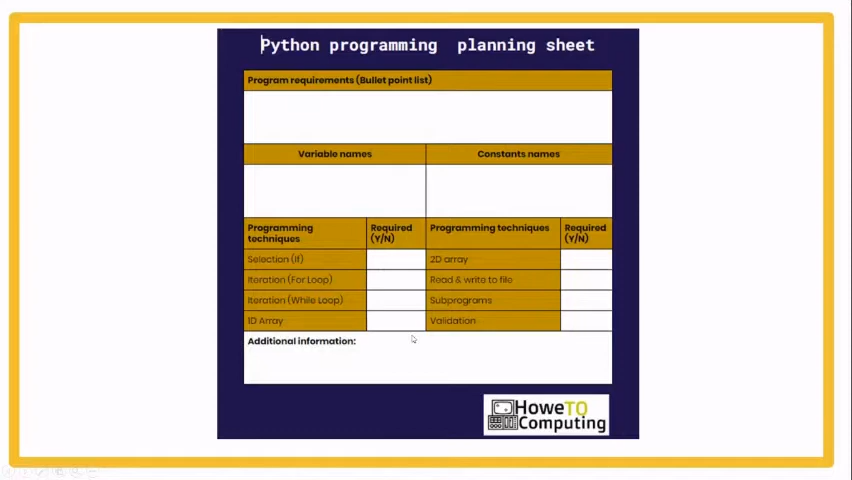 Python programming planning sheet
Program requirements (Bullet point list)
Variable names
Constants names
Programming techniques
Required (Y/N)
Programming techniques
Required (Y/N)
Selection (If)
2D array
Iteration (For Loop)
Read & write to file
Iteration (While Loop)
Subprograms
1D Array
Validation
Additional information:
HoweTO
Computing